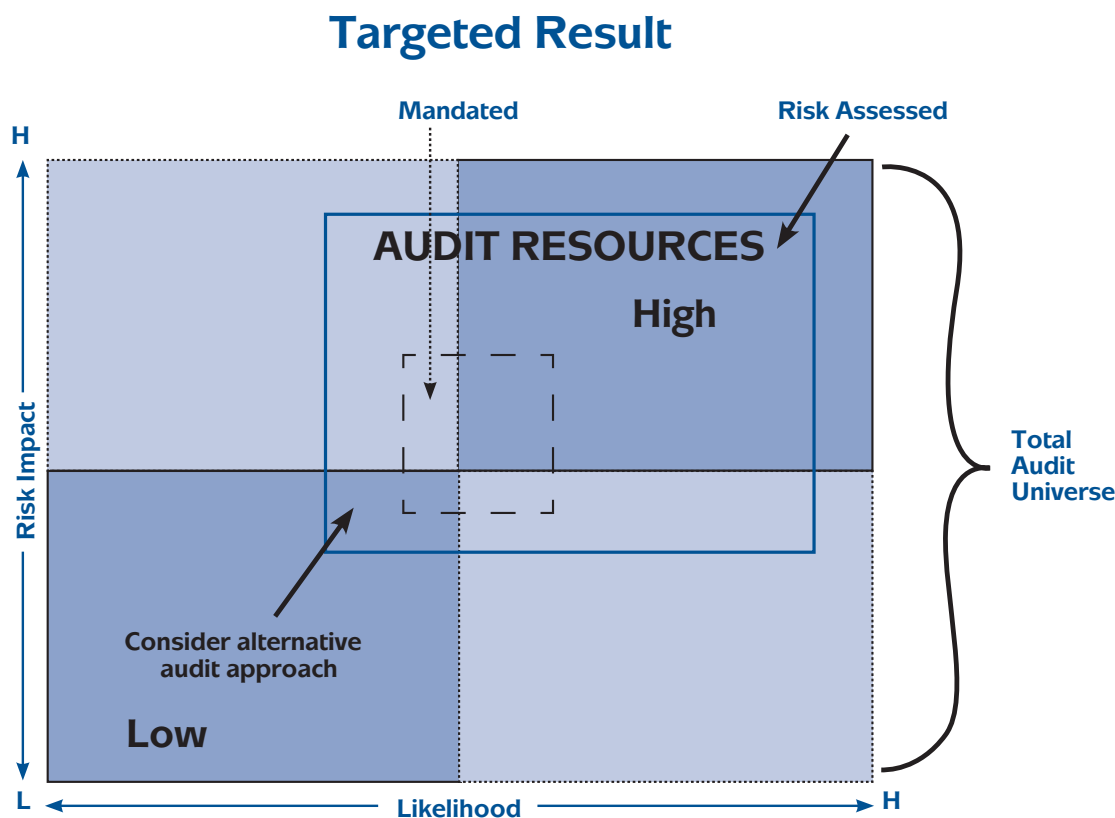 Targeted Result
Mandated
Risk Assessed
H
AUDIT RESOURCES
High
Risk Impact
Total
Audit
Universe
Consider alternative
audit approach
Low
L
Likelihood
H